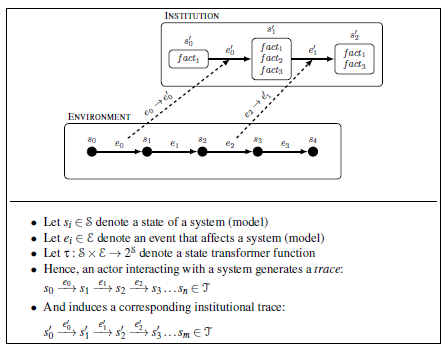 INSTITUTION
s′₀ s′₁ s′₂
fact₁ e′₀ fact₁ fact₂ fact₃ e′₁ fact₁ fact₃
e₀ → e′₀ e₂ → e′₁
ENVIRONMENT
s₀ e₀ s₁ e₁ s₂ e₂ s₃ e₃ s₄
• Let sᵢ ∈ S denote a state of a system (model)
• Let eᵢ ∈ ℰ denote an event that affects a system (model)
• Let τ : S × ℰ → 2^S denote a state transformer function
• Hence, an actor interacting with a system generates a trace:
s₀ —e₀→ s₁ —e₁→ s₂ —e₂→ s₃ ... sₙ ∈ 𝒯
• And induces a corresponding institutional trace:
s′₀ —e′₀→ s′₁ —e′₁→ s′₂ —e′₂→ s′₃ ... sₘ ∈ 𝒯